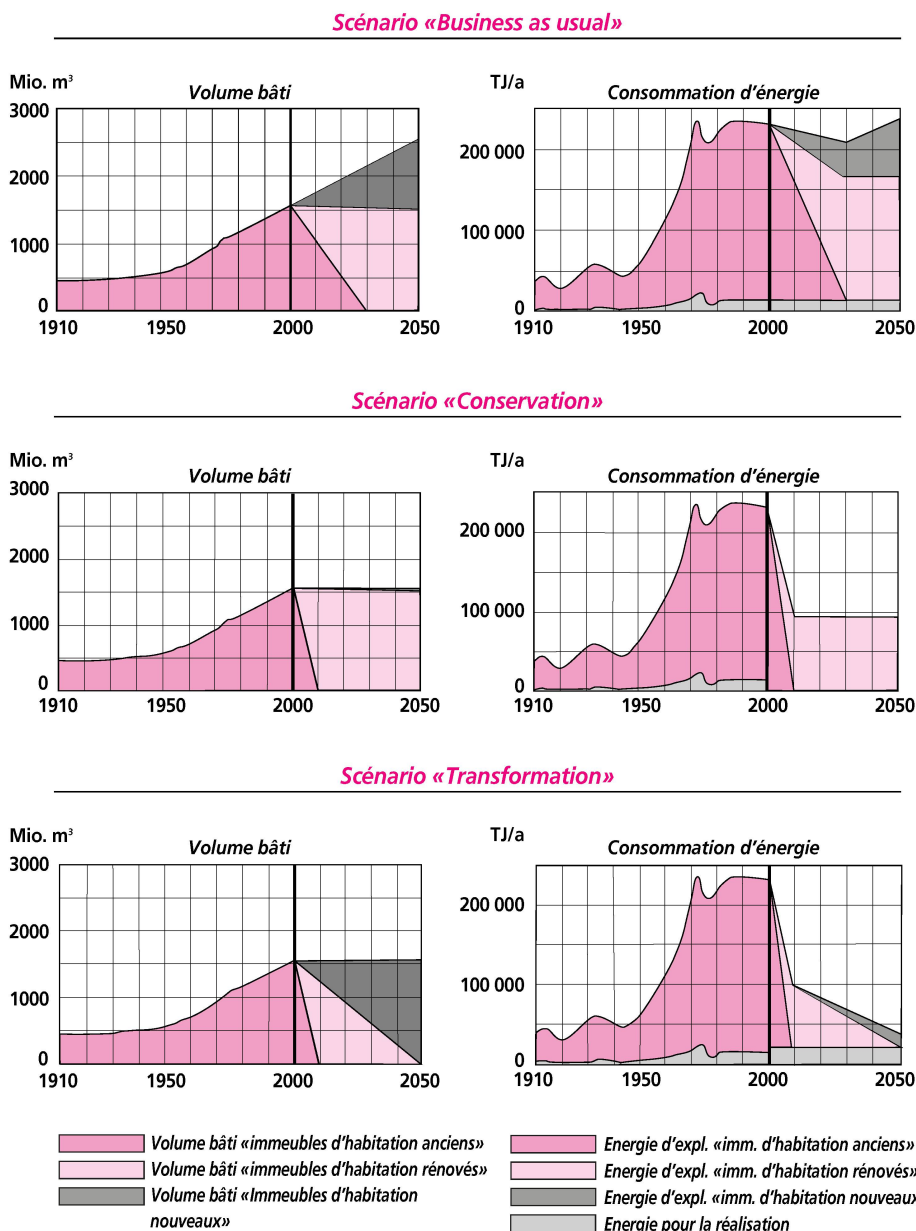 Scénario «Business as usual»
Mio. m³
Volume bâti
3000
2000
1000
0
1910
1950
2000
2050
TJ/a
Consommation d'énergie
200 000
100 000
0
1910
1950
2000
2050
Scénario «Conservation»
Mio. m³
Volume bâti
3000
2000
1000
0
1910
1950
2000
2050
TJ/a
Consommation d'énergie
200 000
100 000
0
1910
1950
2000
2050
Scénario «Transformation»
Mio. m³
Volume bâti
3000
2000
1000
0
1910
1950
2000
2050
TJ/a
Consommation d'énergie
200 000
100 000
0
1910
1950
2000
2050
Volume bâti «immeubles d'habitation anciens»
Volume bâti «immeubles d'habitation rénovés»
Volume bâti «Immeubles d'habitation
nouveaux»
Energie d'expl. «imm. d'habitation anciens»
Energie d'expl. «imm. d'habitation rénovés»
Energie d'expl. «imm. d'habitation nouveaux
Energie pour la réalisation